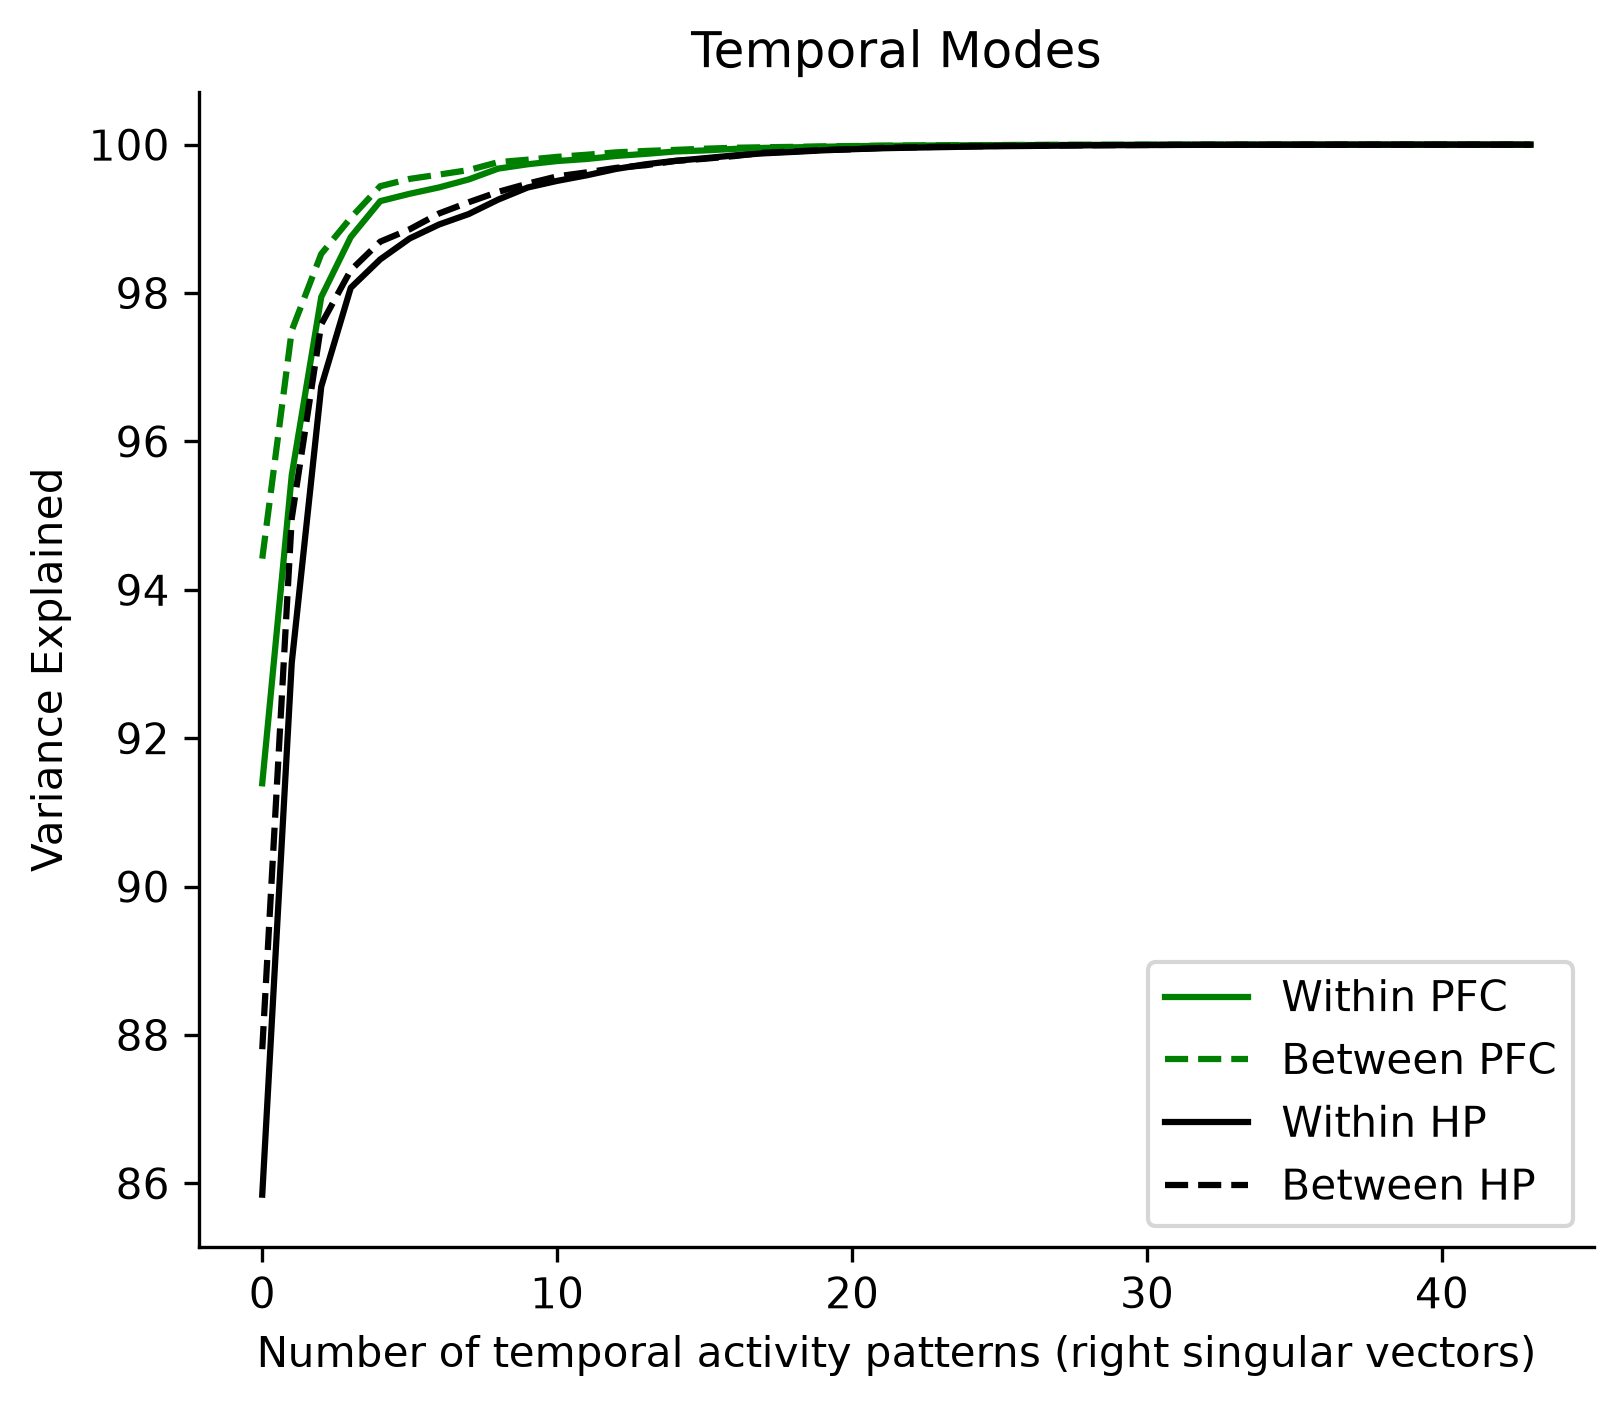 Temporal Modes
100
98
96
94
92
90
88
86
Variance Explained
0 10 20 30 40
Number of temporal activity patterns (right singular vectors)
Within PFC
Between PFC
Within HP
Between HP